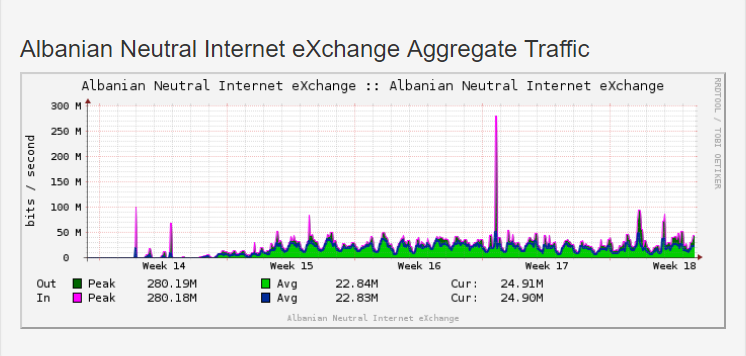 Albanian Neutral Internet eXchange Aggregate Traffic
Albanian Neutral Internet eXchange :: Albanian Neutral Internet eXchange
RRDTOOL / TOBI OETIKER
bits / second
300 M
250 M
200 M
150 M
100 M
50 M
0
Week 14 Week 15 Week 16 Week 17 Week 18
Out Peak 280.19M Avg 22.84M Cur: 24.91M
In Peak 280.18M Avg 22.83M Cur: 24.90M
Albanian Neutral Internet eXchange